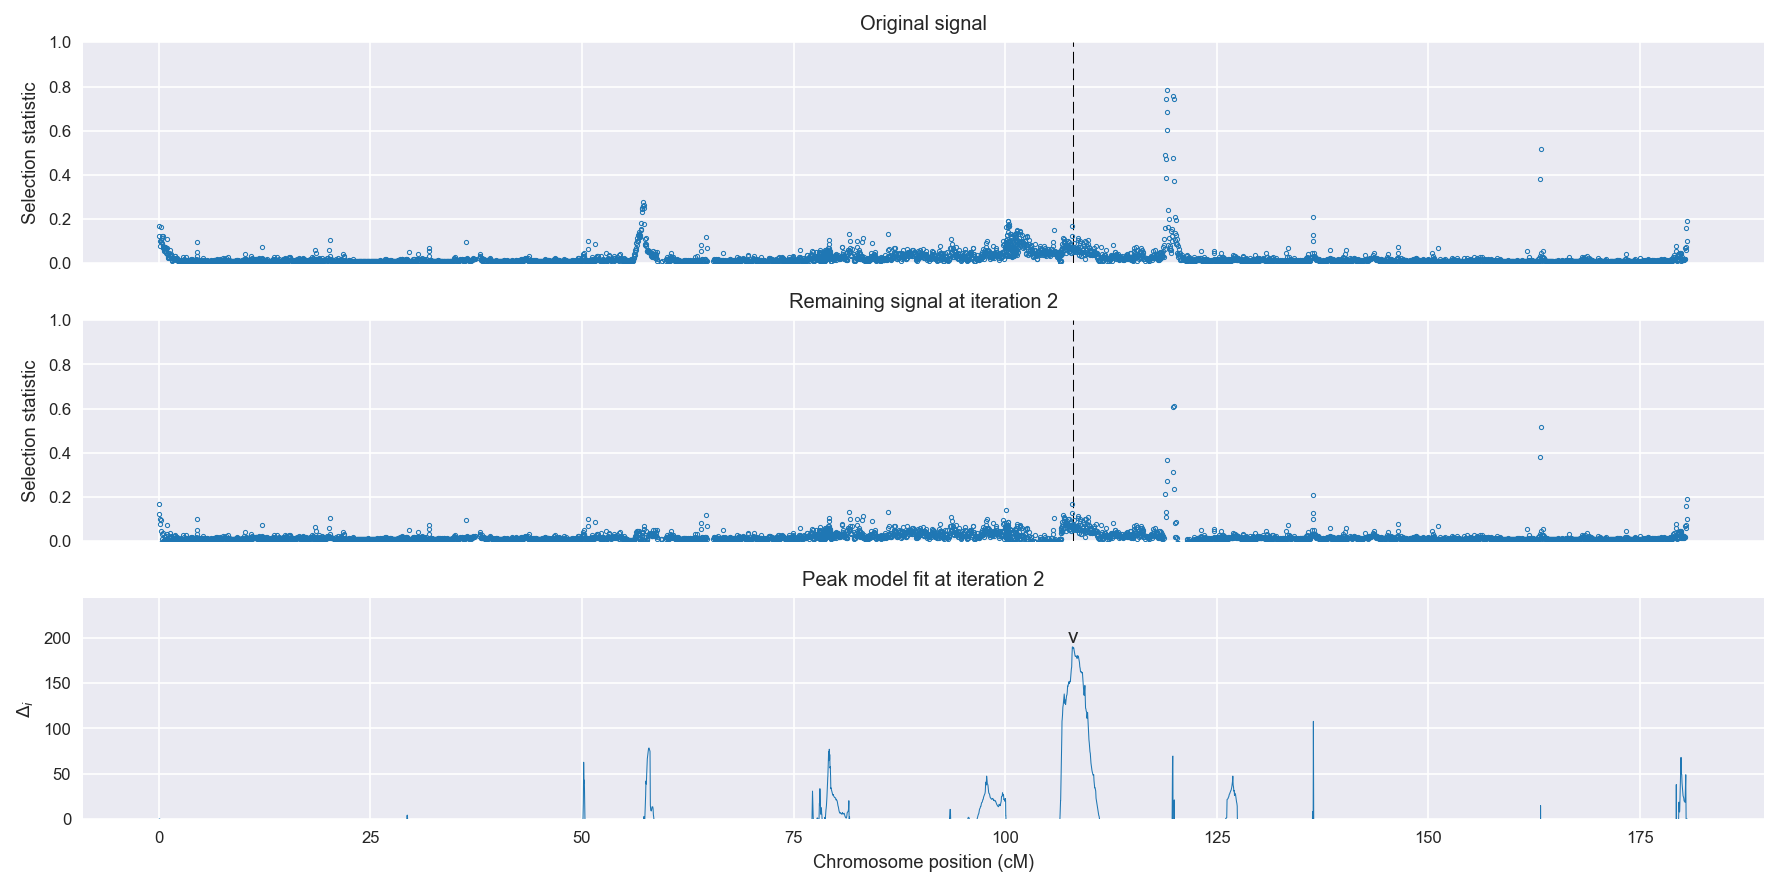 Original signal
1.0
0.8
0.6
0.4
0.2
0.0
Selection statistic
Remaining signal at iteration 2
1.0
0.8
0.6
0.4
0.2
0.0
Selection statistic
Peak model fit at iteration 2
v
200
150
100
50
0
Δi
0 25 50 75 100 125 150 175
Chromosome position (cM)